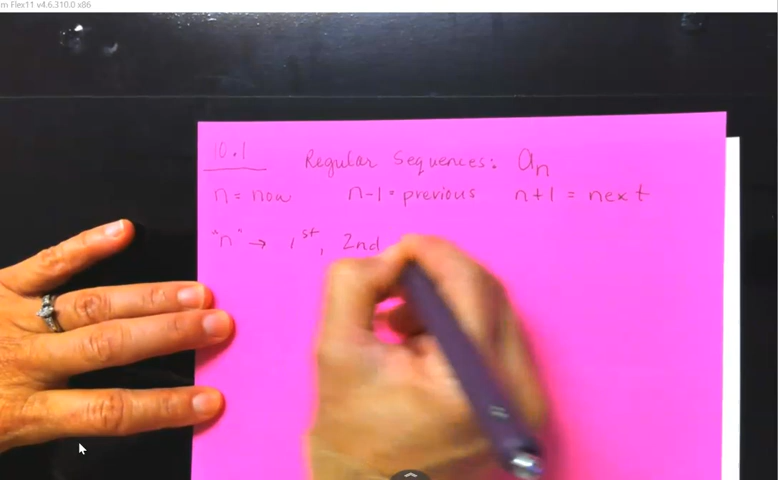 m Flex11 v4.6.310.0 x86
10.1 Regular Sequences: an
n = now n-1 = previous n+1 = next
"n" → 1st, 2nd